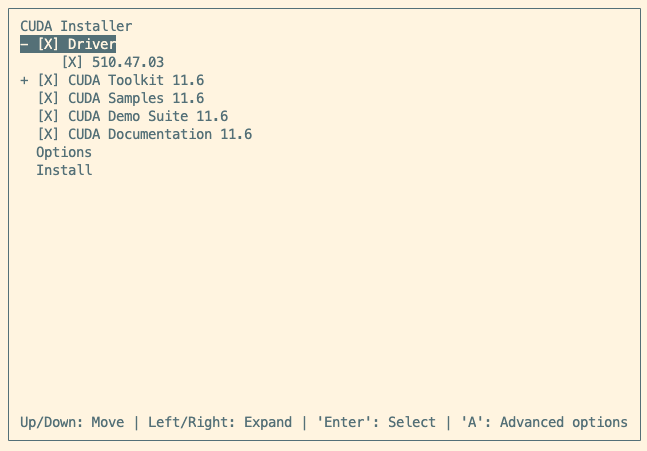 CUDA Installer
- [X] Driver
[X] 510.47.03
+ [X] CUDA Toolkit 11.6
[X] CUDA Samples 11.6
[X] CUDA Demo Suite 11.6
[X] CUDA Documentation 11.6
Options
Install
Up/Down: Move | Left/Right: Expand | 'Enter': Select | 'A': Advanced options